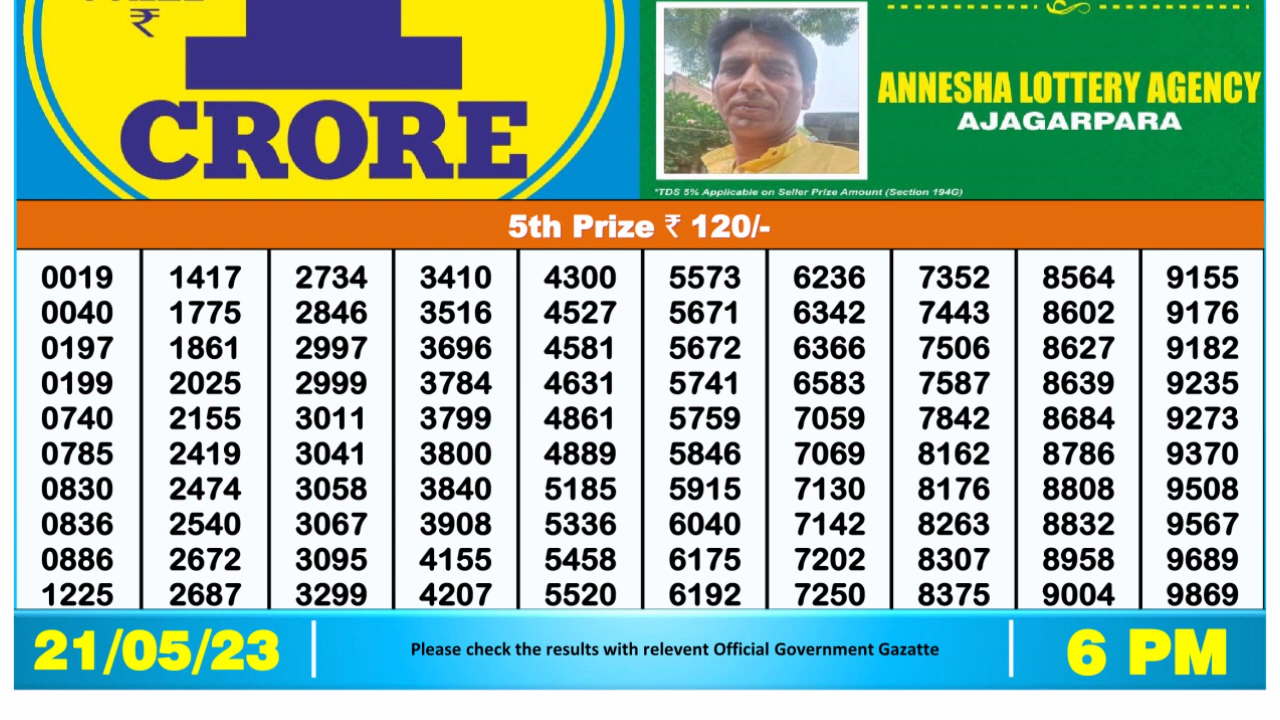 ₹
1
CRORE
ANNESHA LOTTERY AGENCY
AJAGARPARA
*TDS 5% Applicable on Seller Prize Amount (Section 194G)
5th Prize ₹ 120/-
0019 1417 2734 3410 4300 5573 6236 7352 8564 9155
0040 1775 2846 3516 4527 5671 6342 7443 8602 9176
0197 1861 2997 3696 4581 5672 6366 7506 8627 9182
0199 2025 2999 3784 4631 5741 6583 7587 8639 9235
0740 2155 3011 3799 4861 5759 7059 7842 8684 9273
0785 2419 3041 3800 4889 5846 7069 8162 8786 9370
0830 2474 3058 3840 5185 5915 7130 8176 8808 9508
0836 2540 3067 3908 5336 6040 7142 8263 8832 9567
0886 2672 3095 4155 5458 6175 7202 8307 8958 9689
1225 2687 3299 4207 5520 6192 7250 8375 9004 9869
21/05/23
Please check the results with relevent Official Government Gazatte
6 PM